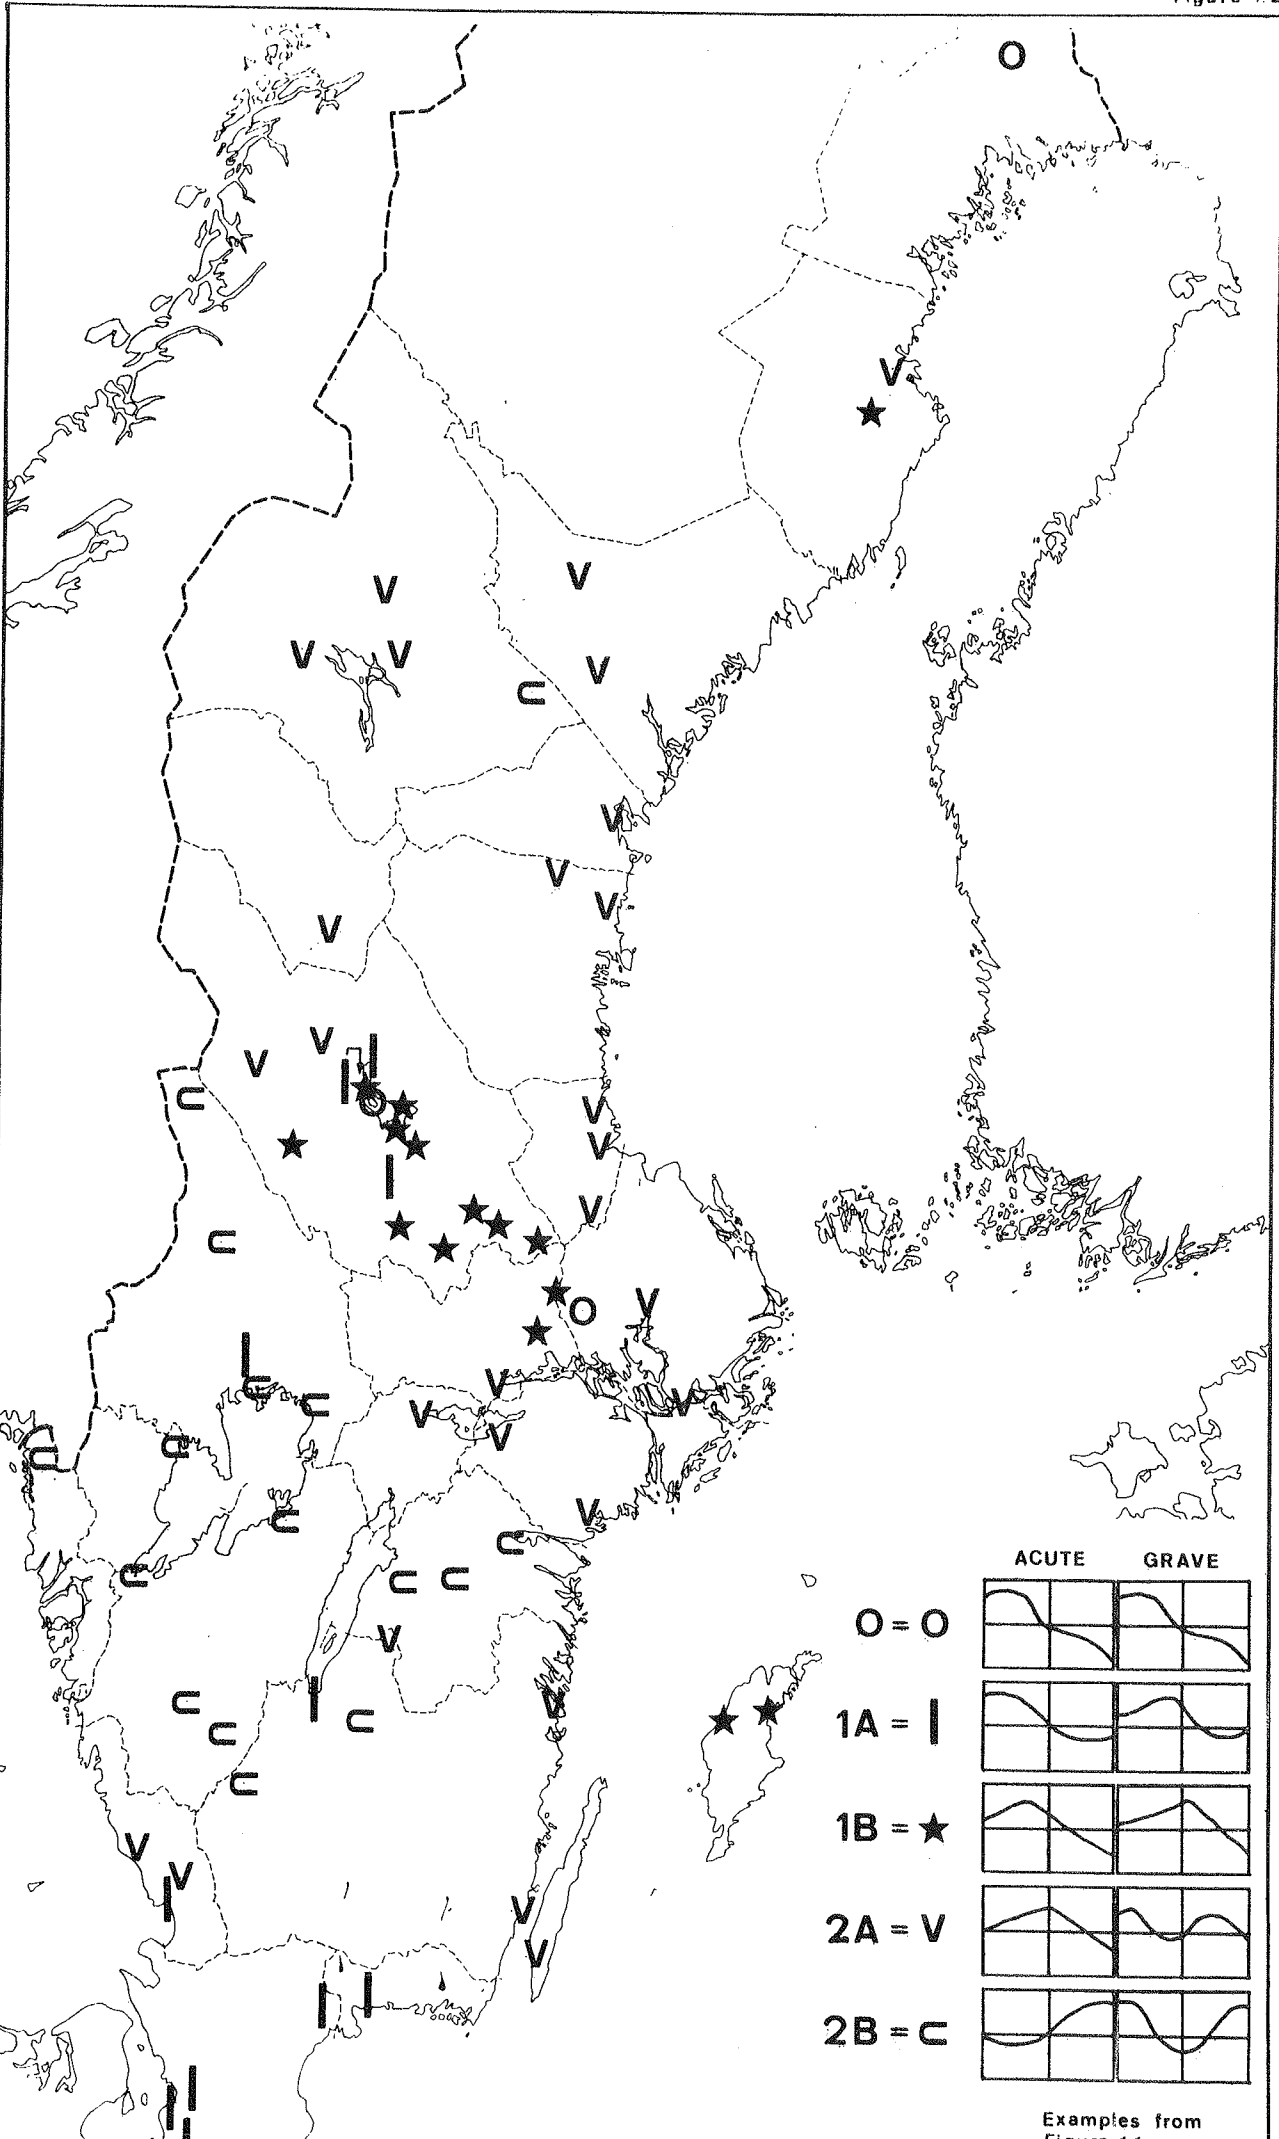 ACUTE GRAVE
O = O
1A = |
1B = ★
2A = V
2B = ⊂
Examples from